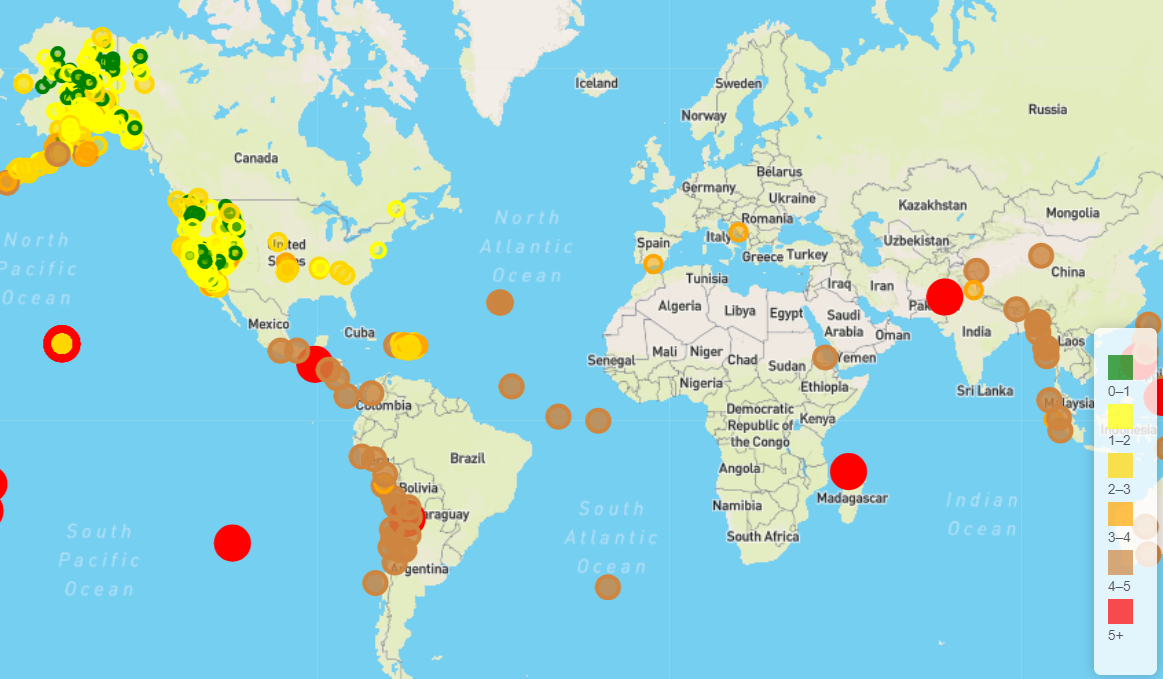 Iceland
Sweden
Norway
Russia
Canada
Belarus
Germany
Ukraine
Kazakhstan
Mongolia
Romania
North
Atlantic
Ocean
North
Pacific
Ocean
United
Italy
Spain
Greece
Turkey
Uzbekistan
China
Tunisia
Iraq
Iran
Algeria
Libya
Egypt
Saudi
Arabia
Oman
India
Mexico
Cuba
Laos
Senegal
Mali
Niger
Chad
Sudan
Yemen
Nigeria
Ethiopia
Sri Lanka
Colombia
Malaysia
Indonesia
Democratic
Republic of
the Congo
Kenya
Brazil
Angola
Bolivia
Madagascar
Namibia
araguay
South
Atlantic
Ocean
Indian
Ocean
South
Pacific
Ocean
South Africa
Argentina
0–1
1–2
2–3
3–4
4–5
5+